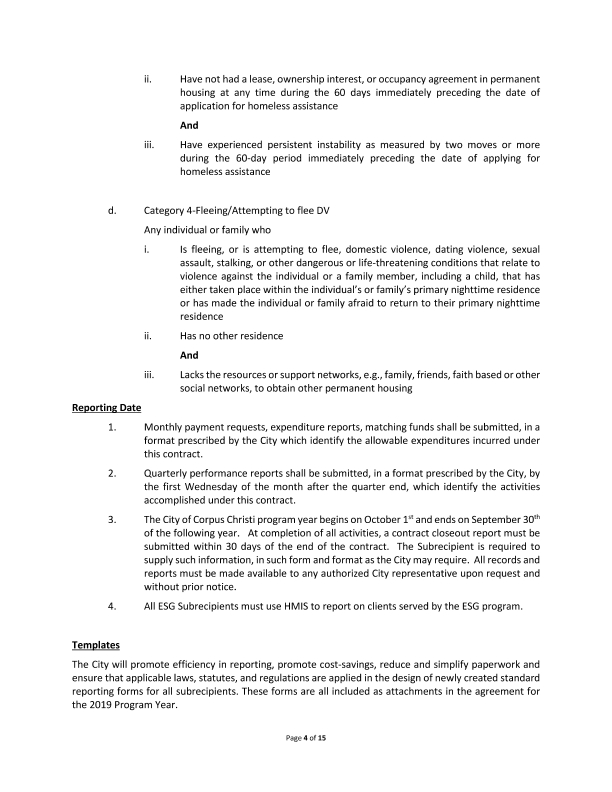 ii. Have not had a lease, ownership interest, or occupancy agreement in permanent
housing at any time during the 60 days immediately preceding the date of
application for homeless assistance
And
iii. Have experienced persistent instability as measured by two moves or more
during the 60-day period immediately preceding the date of applying for
homeless assistance
d. Category 4-Fleeing/Attempting to flee DV
Any individual or family who
i. Is fleeing, or is attempting to flee, domestic violence, dating violence, sexual
assault, stalking, or other dangerous or life-threatening conditions that relate to
violence against the individual or a family member, including a child, that has
either taken place within the individual's or family's primary nighttime residence
or has made the individual or family afraid to return to their primary nighttime
residence
ii. Has no other residence
And
iii. Lacks the resources or support networks, e.g., family, friends, faith based or other
social networks, to obtain other permanent housing
Reporting Date
1. Monthly payment requests, expenditure reports, matching funds shall be submitted, in a
format prescribed by the City which identify the allowable expenditures incurred under
this contract.
2. Quarterly performance reports shall be submitted, in a format prescribed by the City, by
the first Wednesday of the month after the quarter end, which identify the activities
accomplished under this contract.
3. The City of Corpus Christi program year begins on October 1st and ends on September 30th
of the following year. At completion of all activities, a contract closeout report must be
submitted within 30 days of the end of the contract. The Subrecipient is required to
supply such information, in such form and format as the City may require. All records and
reports must be made available to any authorized City representative upon request and
without prior notice.
4. All ESG Subrecipients must use HMIS to report on clients served by the ESG program.
Templates
The City will promote efficiency in reporting, promote cost-savings, reduce and simplify paperwork and
ensure that applicable laws, statutes, and regulations are applied in the design of newly created standard
reporting forms for all subrecipients. These forms are all included as attachments in the agreement for
the 2019 Program Year.
Page 4 of 15